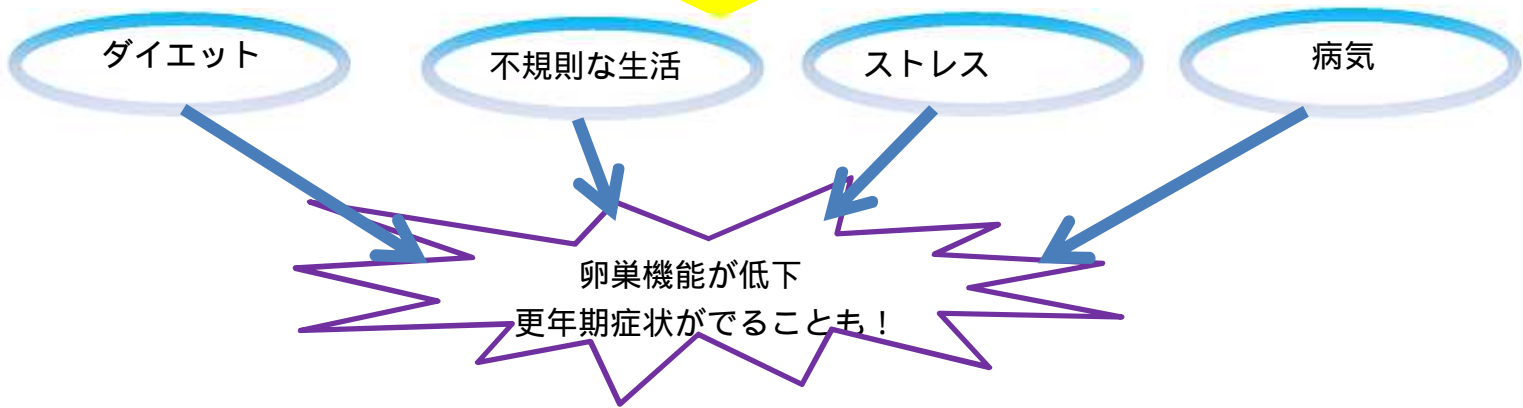 ダイエット
不規則な生活
ストレス
病気
卵巣機能が低下
更年期症状がでることも！